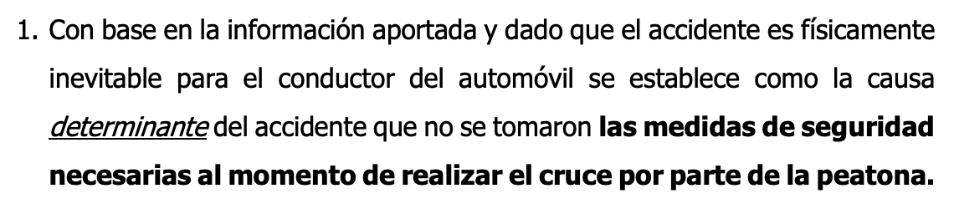 1. Con base en la información aportada y dado que el accidente es físicamente
inevitable para el conductor del automóvil se establece como la causa
determinante del accidente que no se tomaron las medidas de seguridad
necesarias al momento de realizar el cruce por parte de la peatona.